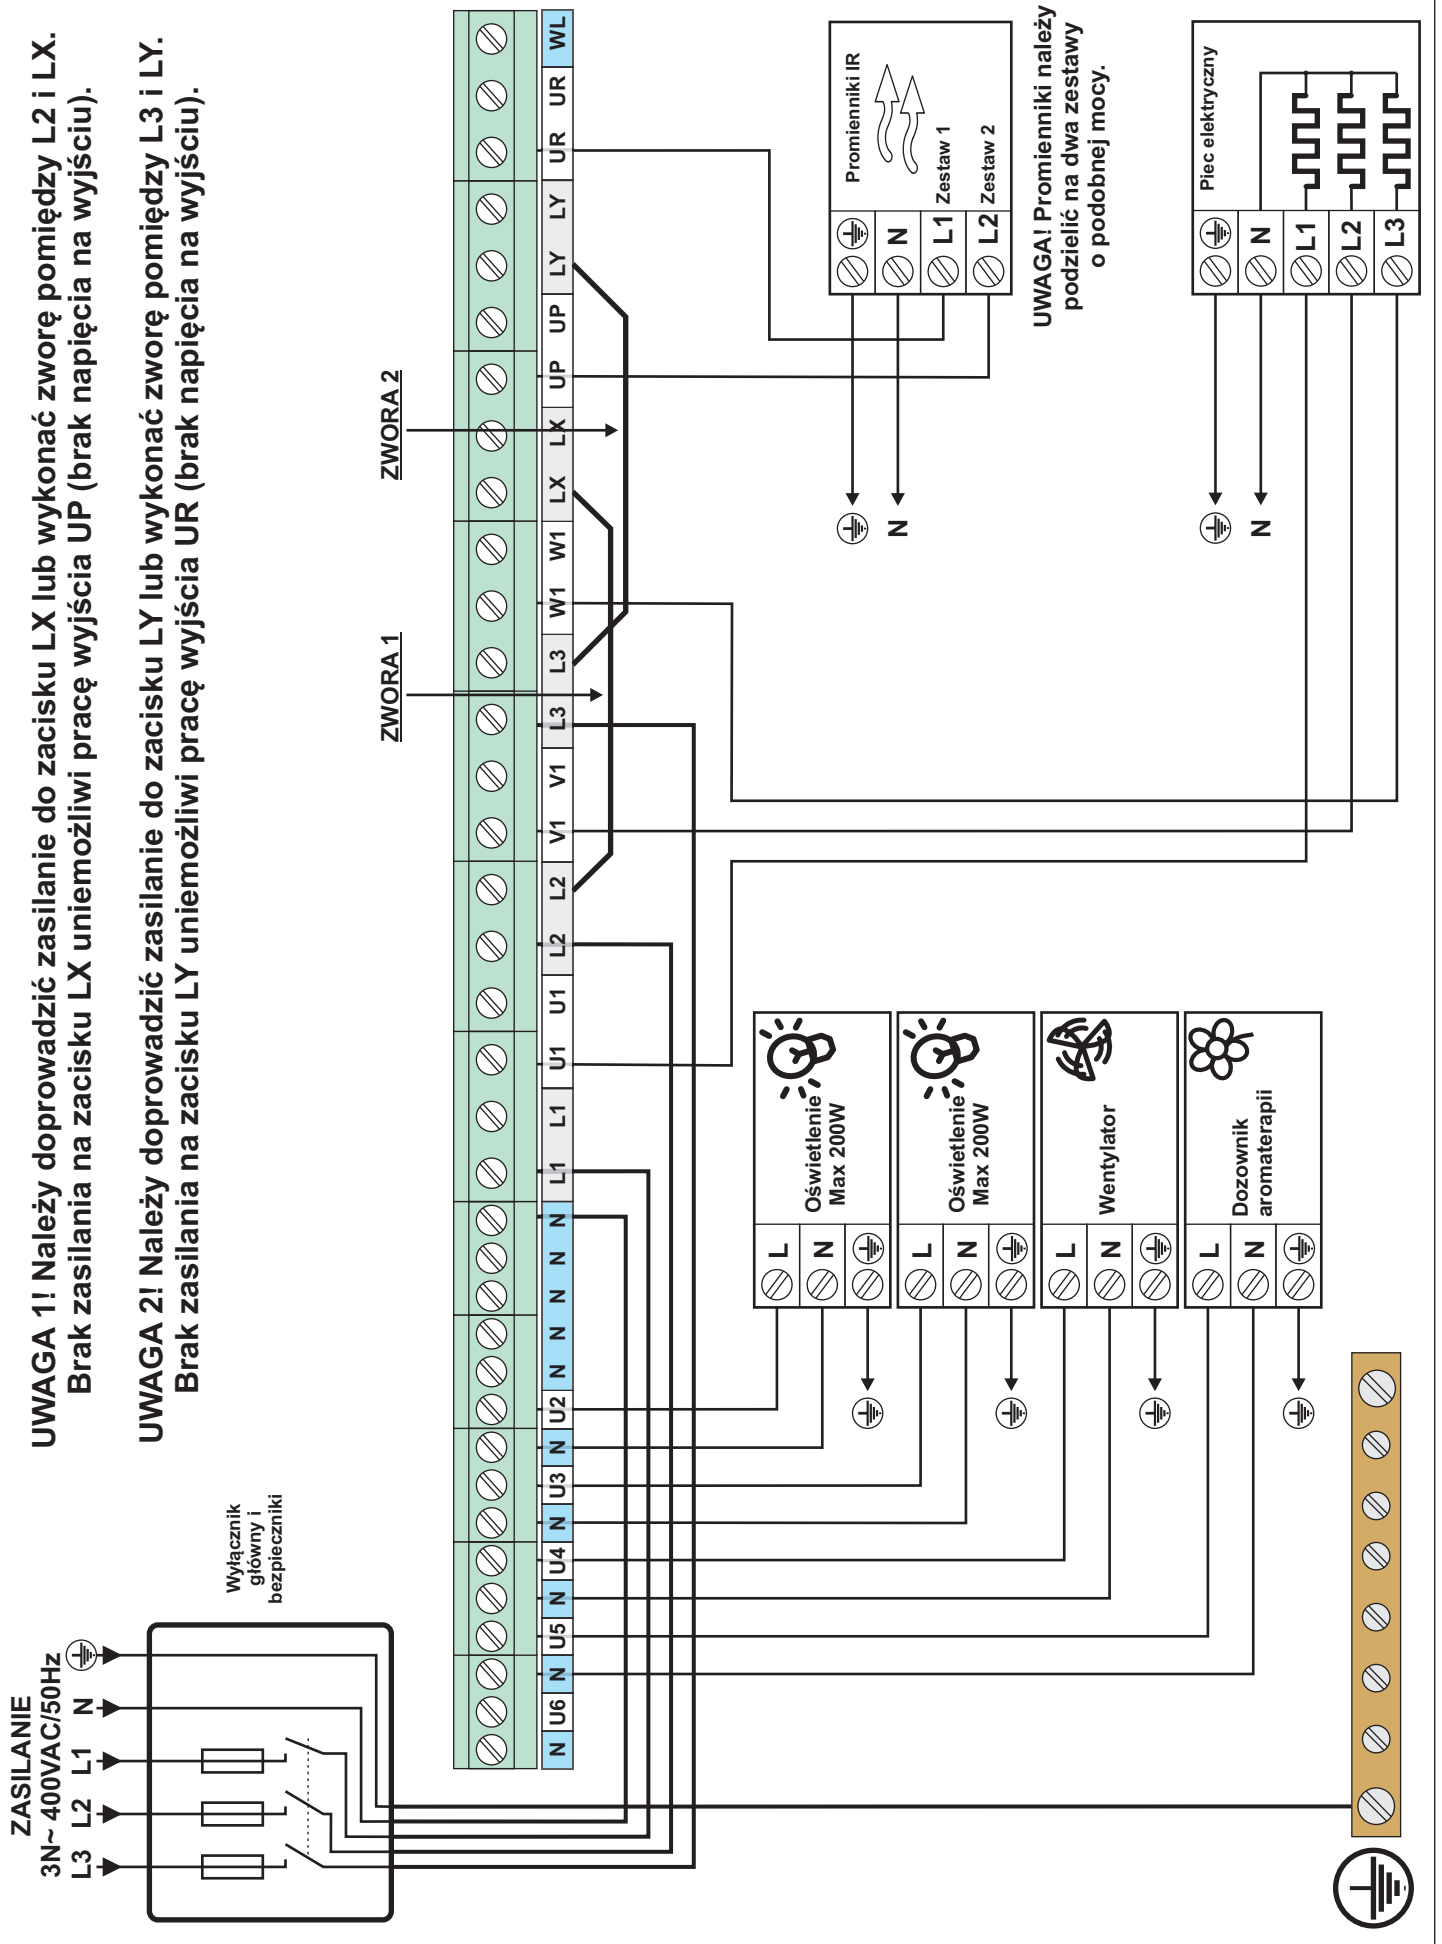 UWAGA 1! Należy doprowadzić zasilanie do zacisku LX lub wykonać zworę pomiędzy L2 i LX.
Brak zasilania na zacisku LX uniemożliwi pracę wyjścia UP (brak napięcia na wyjściu).
UWAGA 2! Należy doprowadzić zasilanie do zacisku LY lub wykonać zworę pomiędzy L3 i LY.
Brak zasilania na zacisku LY uniemożliwi pracę wyjścia UR (brak napięcia na wyjściu).
ZASILANIE
3N~ 400VAC/50Hz
L3 L2 L1 N
Wyłącznik
główny i
bezpieczniki
ZWORA 1
ZWORA 2
N U6 N U5 N U4 N U3 N U2 N N N N N L1 L1 U1 U1 L2 L2 V1 V1 L3 L3 W1 W1 LX LX UP UP LY LY UR UR WL
L
N
Oświetlenie
Max 200W
L
N
Oświetlenie
Max 200W
L
N
Wentylator
L
N
Dozownik
aromaterapii
Promienniki IR
N
N
L1
Zestaw 1
L2
Zestaw 2
UWAGA! Promienniki należy
podzielić na dwa zestawy
o podobnej mocy.
Piec elektryczny
N
N
L1
L2
L3